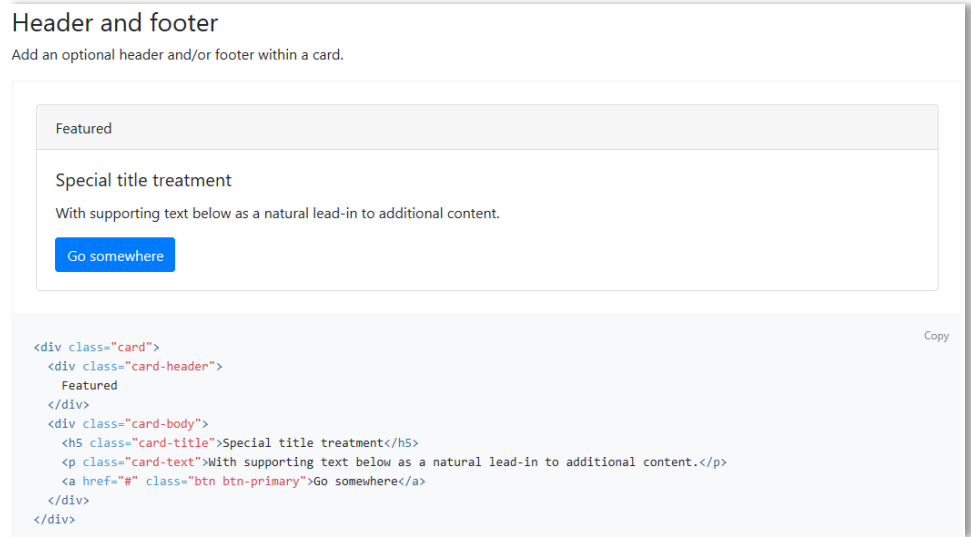 Header and footer
Add an optional header and/or footer within a card.
Featured
Special title treatment
With supporting text below as a natural lead-in to additional content.
Go somewhere
Copy
<div class="card">
  <div class="card-header">
    Featured
  </div>
  <div class="card-body">
    <h5 class="card-title">Special title treatment</h5>
    <p class="card-text">With supporting text below as a natural lead-in to additional content.</p>
    <a href="#" class="btn btn-primary">Go somewhere</a>
  </div>
</div>